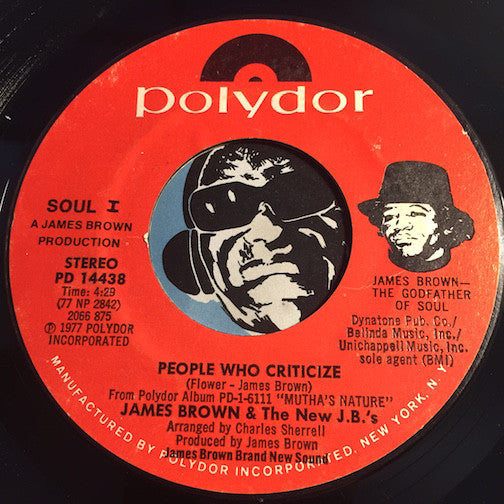 polydor
SOUL I
A JAMES BROWN
PRODUCTION
STEREO
PD 14438
Time: 4:29
(77 NP 2842)
2066 875
Ⓟ 1977 POLYDOR
INCORPORATED
JAMES BROWN—
THE GODFATHER
OF SOUL
Dynatone Pub. Co./
Belinda Music, Inc./
Unichappell Music, Inc.
sole agent (BMI)
PEOPLE WHO CRITICIZE
(Flower - James Brown)
From Polydor Album PD-1-6111 "MUTHA'S NATURE"
JAMES BROWN & The New J.B.'s
Arranged by Charles Sherrell
Produced by James Brown
James Brown Brand New Sound
MANUFACTURED BY POLYDOR INCORPORATED, NEW YORK, N.Y.